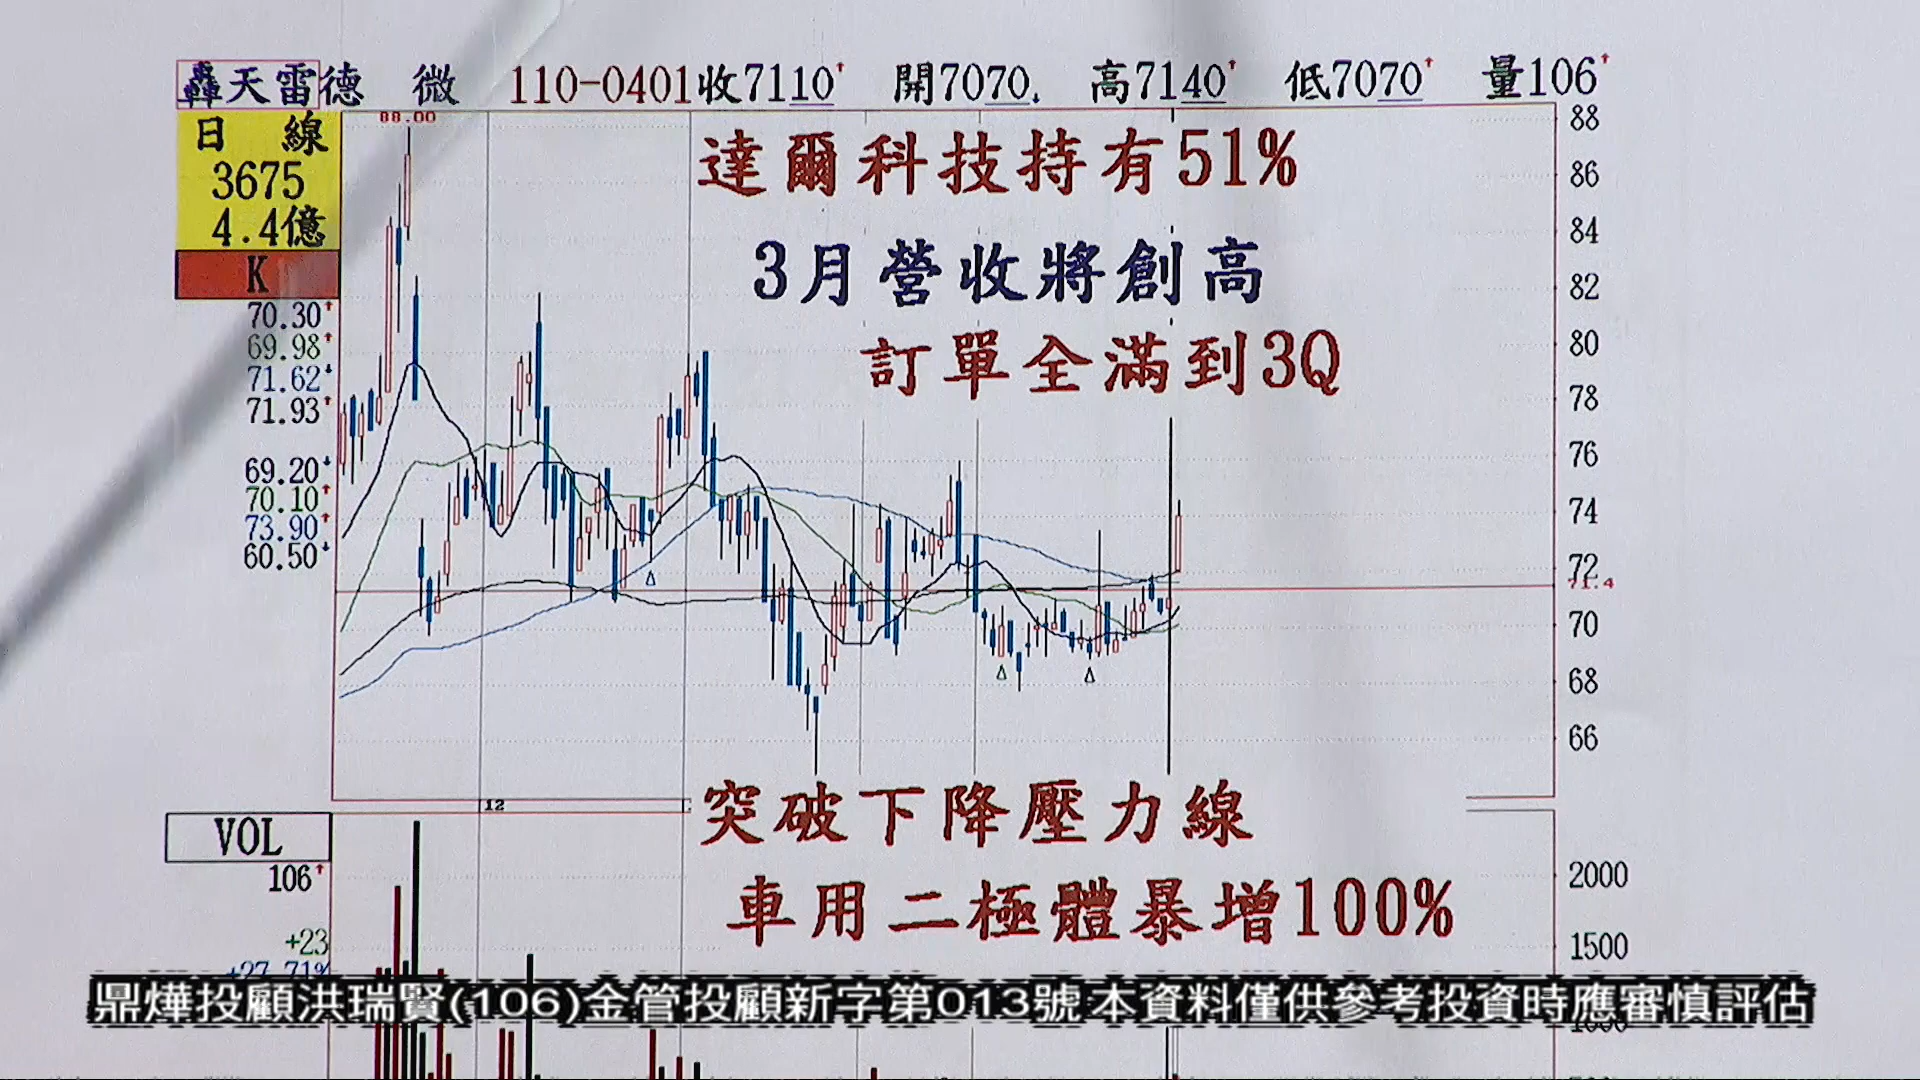 轟天雷德 微 110-0401收7110↑ 開7070↓ 高7140↑ 低7070↑ 量106↑
日 線
3675
4.4億
K
70.30↑
69.98↑
71.62↓
71.93↑
69.20↓
70.10↑
73.90↑
60.50↓
88.00
達爾科技持有51%
3月營收將創高
訂單全滿到3Q
88
86
84
82
80
78
76
74
72
71.4
70
68
66
12
突破下降壓力線
車用二極體暴增100%
VOL
106↑
+23
+27.71%
2000
1500
1000
鼎燁投顧洪瑞賢(106)金管投顧新字第013號 本資料僅供參考投資時應審慎評估